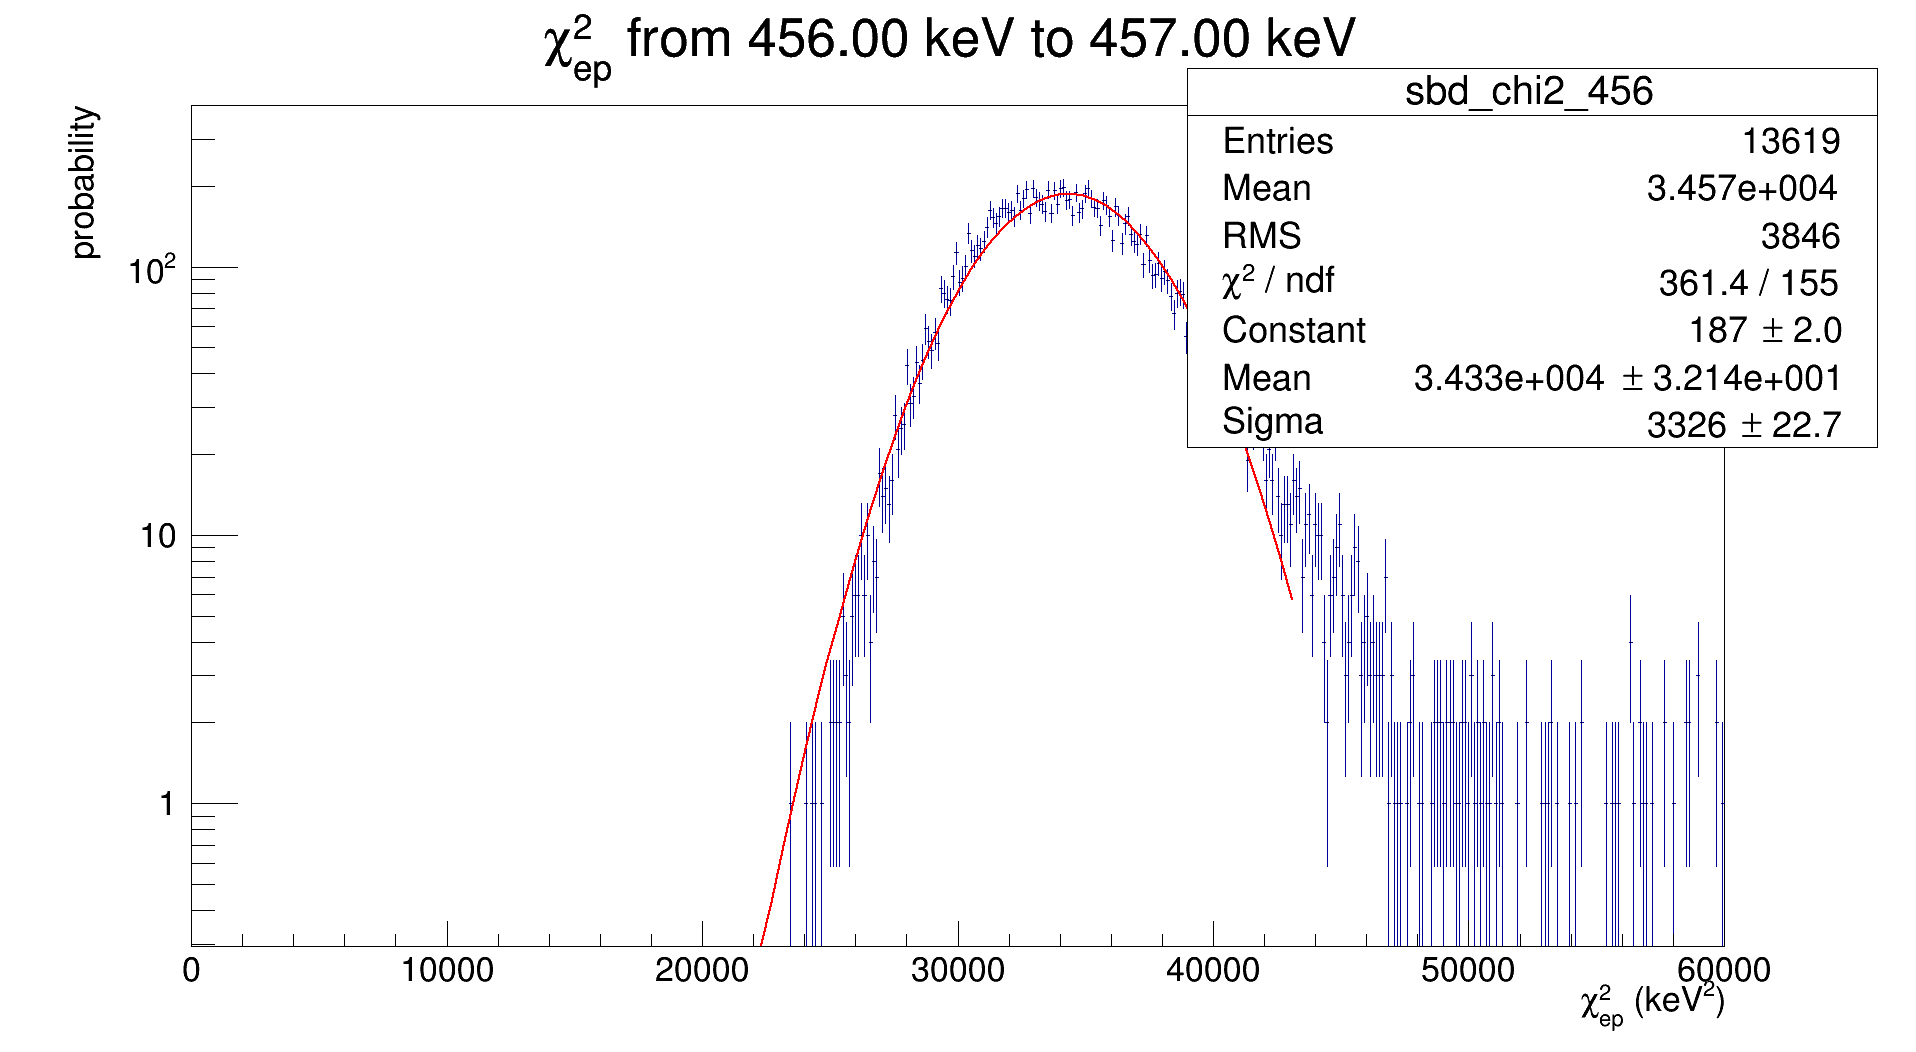 χ²ep from 456.00 keV to 457.00 keV
probability
sbd_chi2_456
Entries 13619
Mean 3.457e+004
RMS 3846
χ² / ndf 361.4 / 155
Constant 187 ± 2.0
Mean 3.433e+004 ± 3.214e+001
Sigma 3326 ± 22.7
10²
10
1
0 10000 20000 30000 40000 50000 60000
χ²ep (keV²)